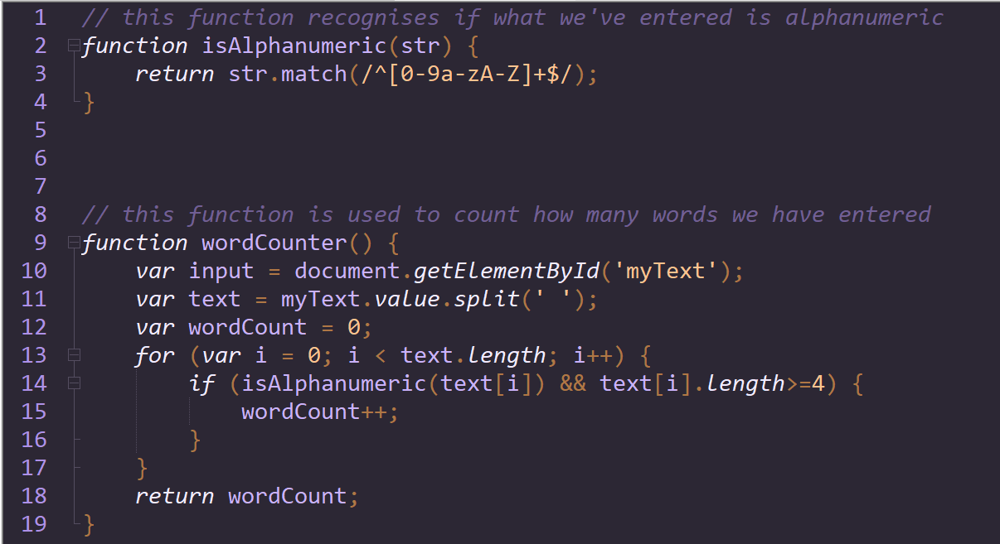 1 // this function recognises if what we've entered is alphanumeric
2 function isAlphanumeric(str) {
3     return str.match(/^[0-9a-zA-Z]+$/);
4 }
5
6
7
8 // this function is used to count how many words we have entered
9 function wordCounter() {
10     var input = document.getElementById('myText');
11     var text = myText.value.split(' ');
12     var wordCount = 0;
13     for (var i = 0; i < text.length; i++) {
14         if (isAlphanumeric(text[i]) && text[i].length>=4) {
15             wordCount++;
16         }
17     }
18     return wordCount;
19 }